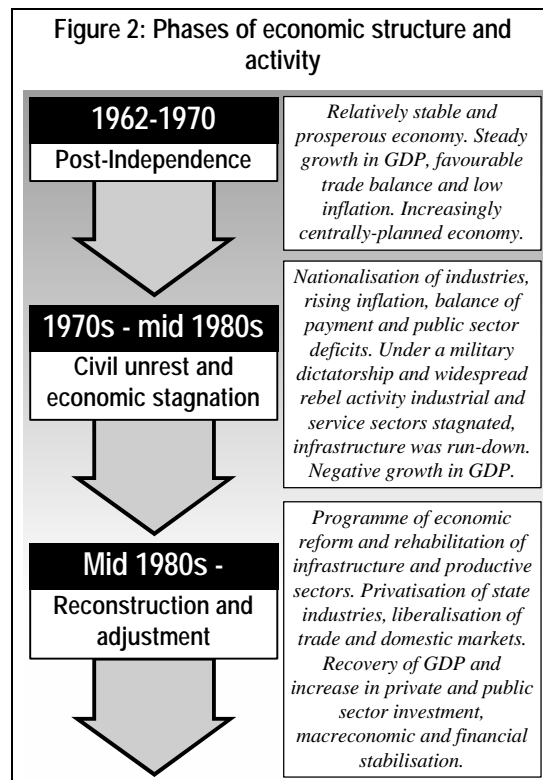 Figure 2: Phases of economic structure and
activity
1962-1970
Post-Independence
Relatively stable and
prosperous economy. Steady
growth in GDP, favourable
trade balance and low
inflation. Increasingly
centrally-planned economy.
1970s - mid 1980s
Civil unrest and
economic stagnation
Nationalisation of industries,
rising inflation, balance of
payment and public sector
deficits. Under a military
dictatorship and widespread
rebel activity industrial and
service sectors stagnated,
infrastructure was run-down.
Negative growth in GDP.
Mid 1980s -
Reconstruction and
adjustment
Programme of economic
reform and rehabilitation of
infrastructure and productive
sectors. Privatisation of state
industries, liberalisation of
trade and domestic markets.
Recovery of GDP and
increase in private and public
sector investment,
macreconomic and financial
stabilisation.